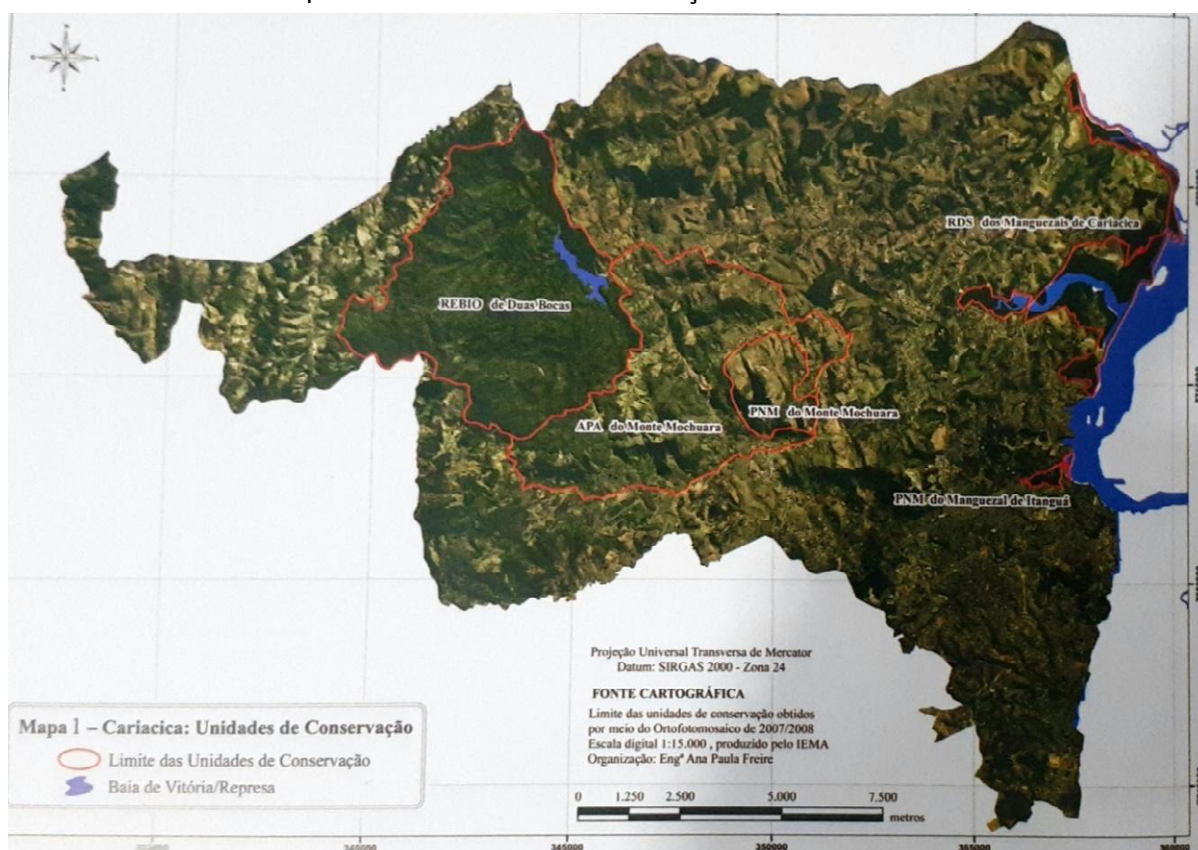 RDS dos Manguezais de Cariacica
REBIO de Duas Bocas
PNM do Monte Mochuara
APA do Monte Mochuara
PNM do Manguezal de Itanguá
Projeção Universal Transversa de Mercator
Datum: SIRGAS 2000 - Zona 24
FONTE CARTOGRÁFICA
Limite das unidades de conservação obtidos
por meio do Ortofotomosaico de 2007/2008
Escala digital 1:15.000 , produzido pelo IEMA
Organização: Engª Ana Paula Freire
Mapa 1 – Cariacica: Unidades de Conservação
Limite das Unidades de Conservação
Baia de Vitória/Represa
0 1.250 2.500 5.000 7.500
metros
340000 345000 350000 355000 360000